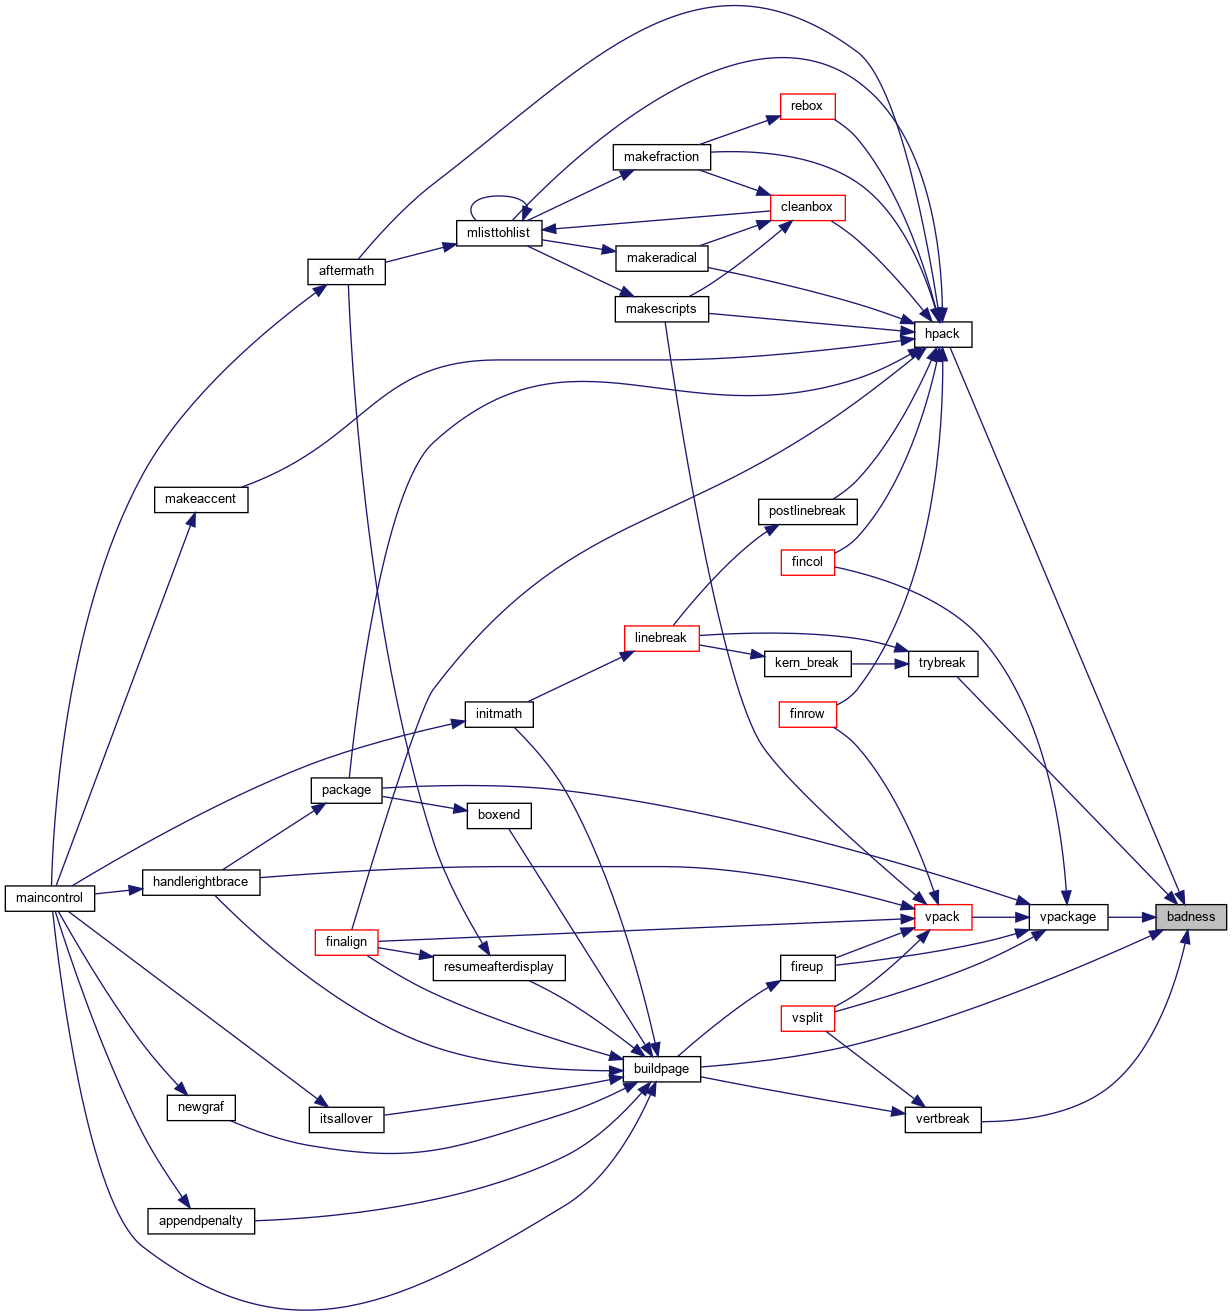 rebox
makefraction
cleanbox
mlisttohlist
makeradical
aftermath
makescripts
hpack
makeaccent
postlinebreak
fincol
linebreak
kern_break
trybreak
initmath
finrow
package
boxend
handlerightbrace
maincontrol
vpack
vpackage
badness
finalign
resumeafterdisplay
fireup
vsplit
buildpage
newgraf
itsallover
vertbreak
appendpenalty